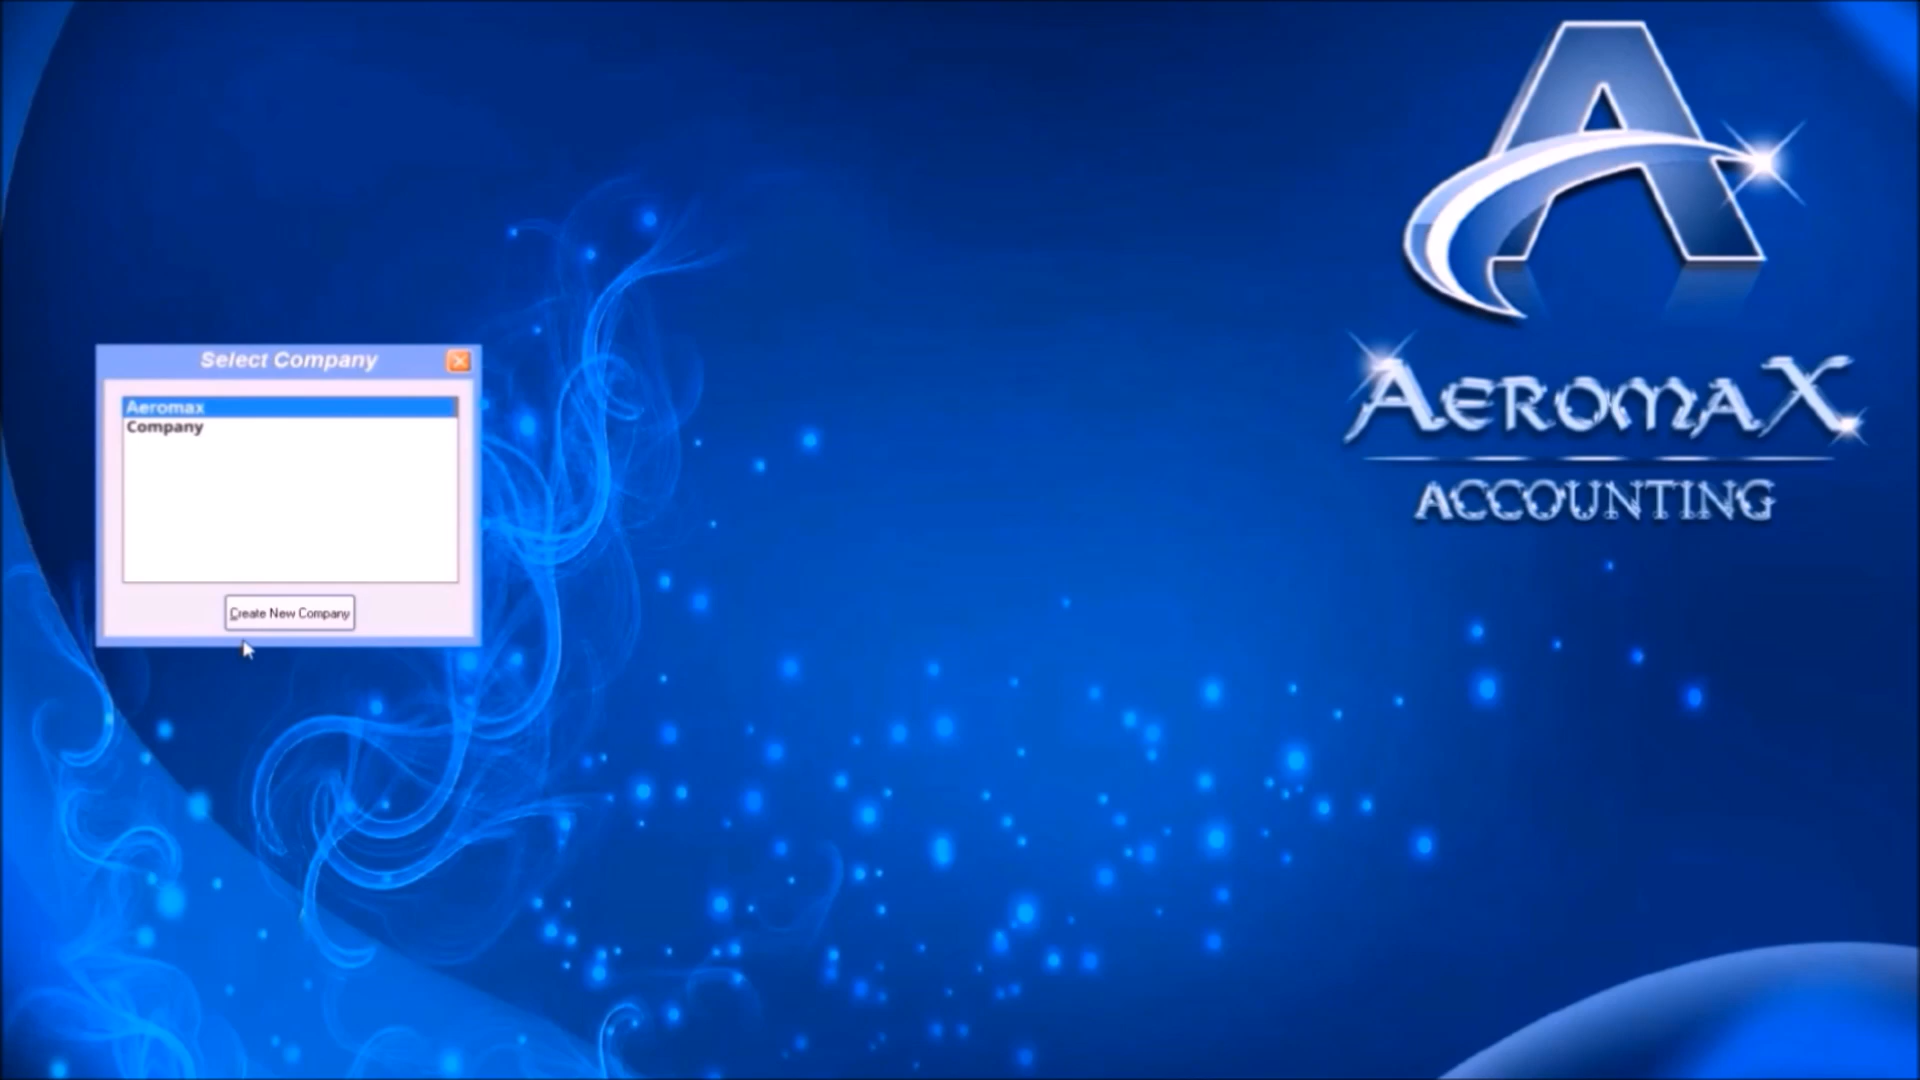 Select Company
Aeromax
Company
Create New Company
AEROMAX
ACCOUNTING